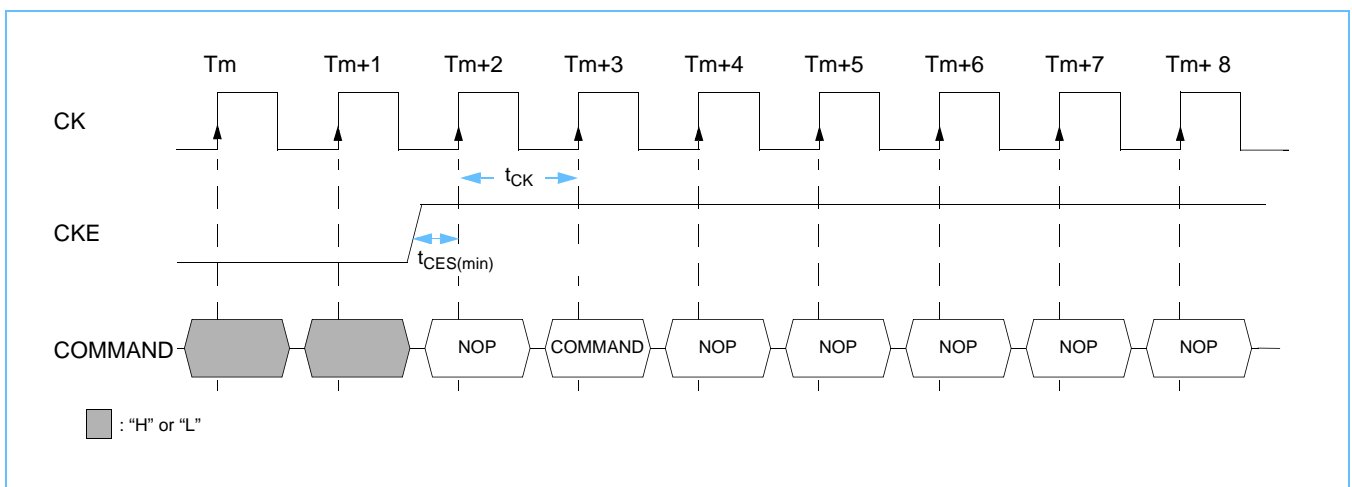 Tm Tm+1 Tm+2 Tm+3 Tm+4 Tm+5 Tm+6 Tm+7 Tm+ 8
CK
tCK
CKE
tCES(min)
COMMAND NOP COMMAND NOP NOP NOP NOP NOP
: “H” or “L”